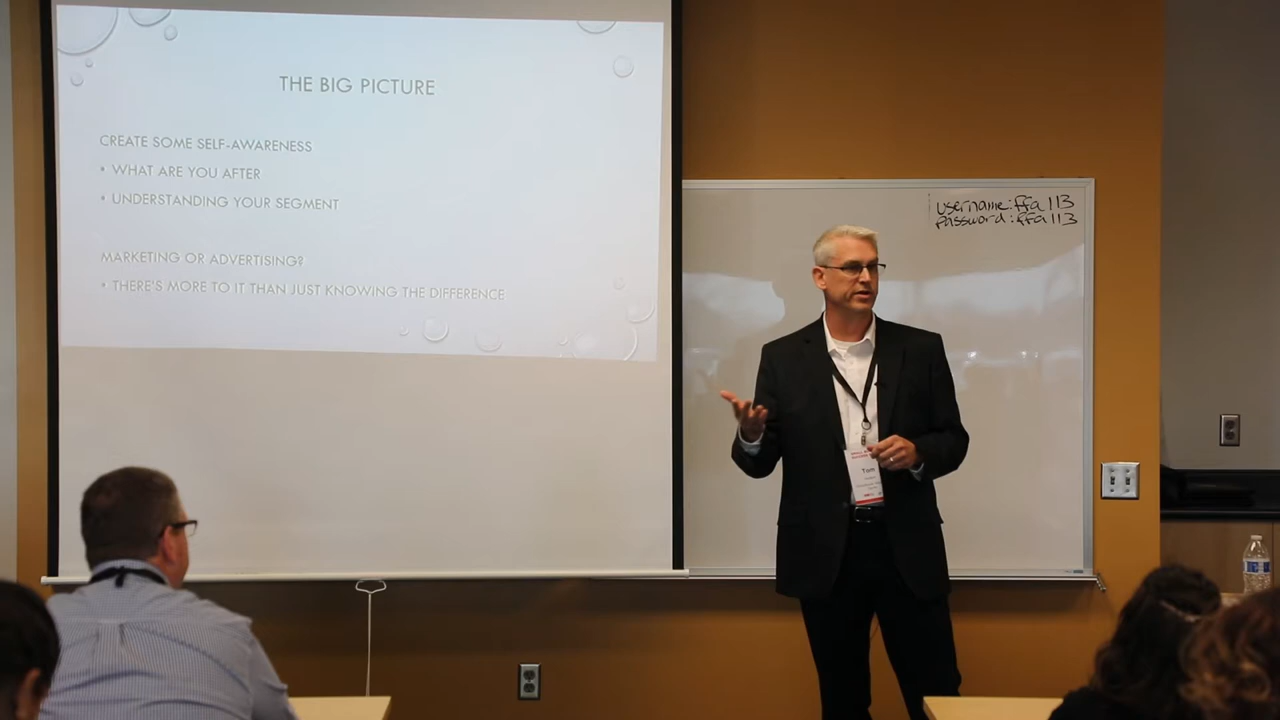 THE BIG PICTURE
CREATE SOME SELF-AWARENESS
• WHAT ARE YOU AFTER
• UNDERSTANDING YOUR SEGMENT
MARKETING OR ADVERTISING?
• THERE'S MORE TO IT THAN JUST KNOWING THE DIFFERENCE
username: ffa113
password: ffa113
Tom